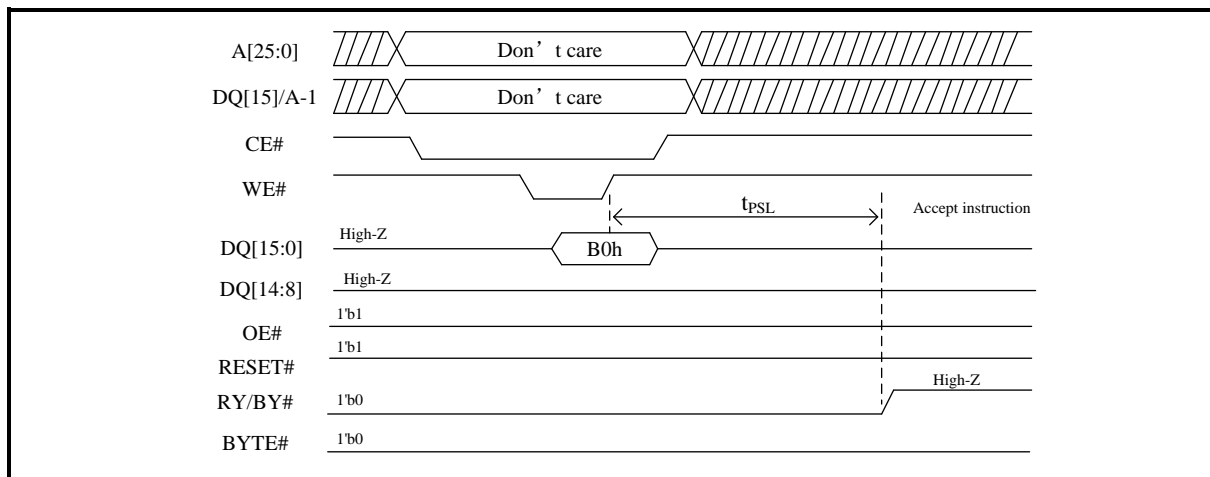 A[25:0] Don’t care
DQ[15]/A-1 Don’t care
CE#
WE#
tPSL Accept instruction
DQ[15:0] High-Z B0h
DQ[14:8] High-Z
OE# 1'b1
RESET# 1'b1
RY/BY# 1'b0 High-Z
BYTE# 1'b0